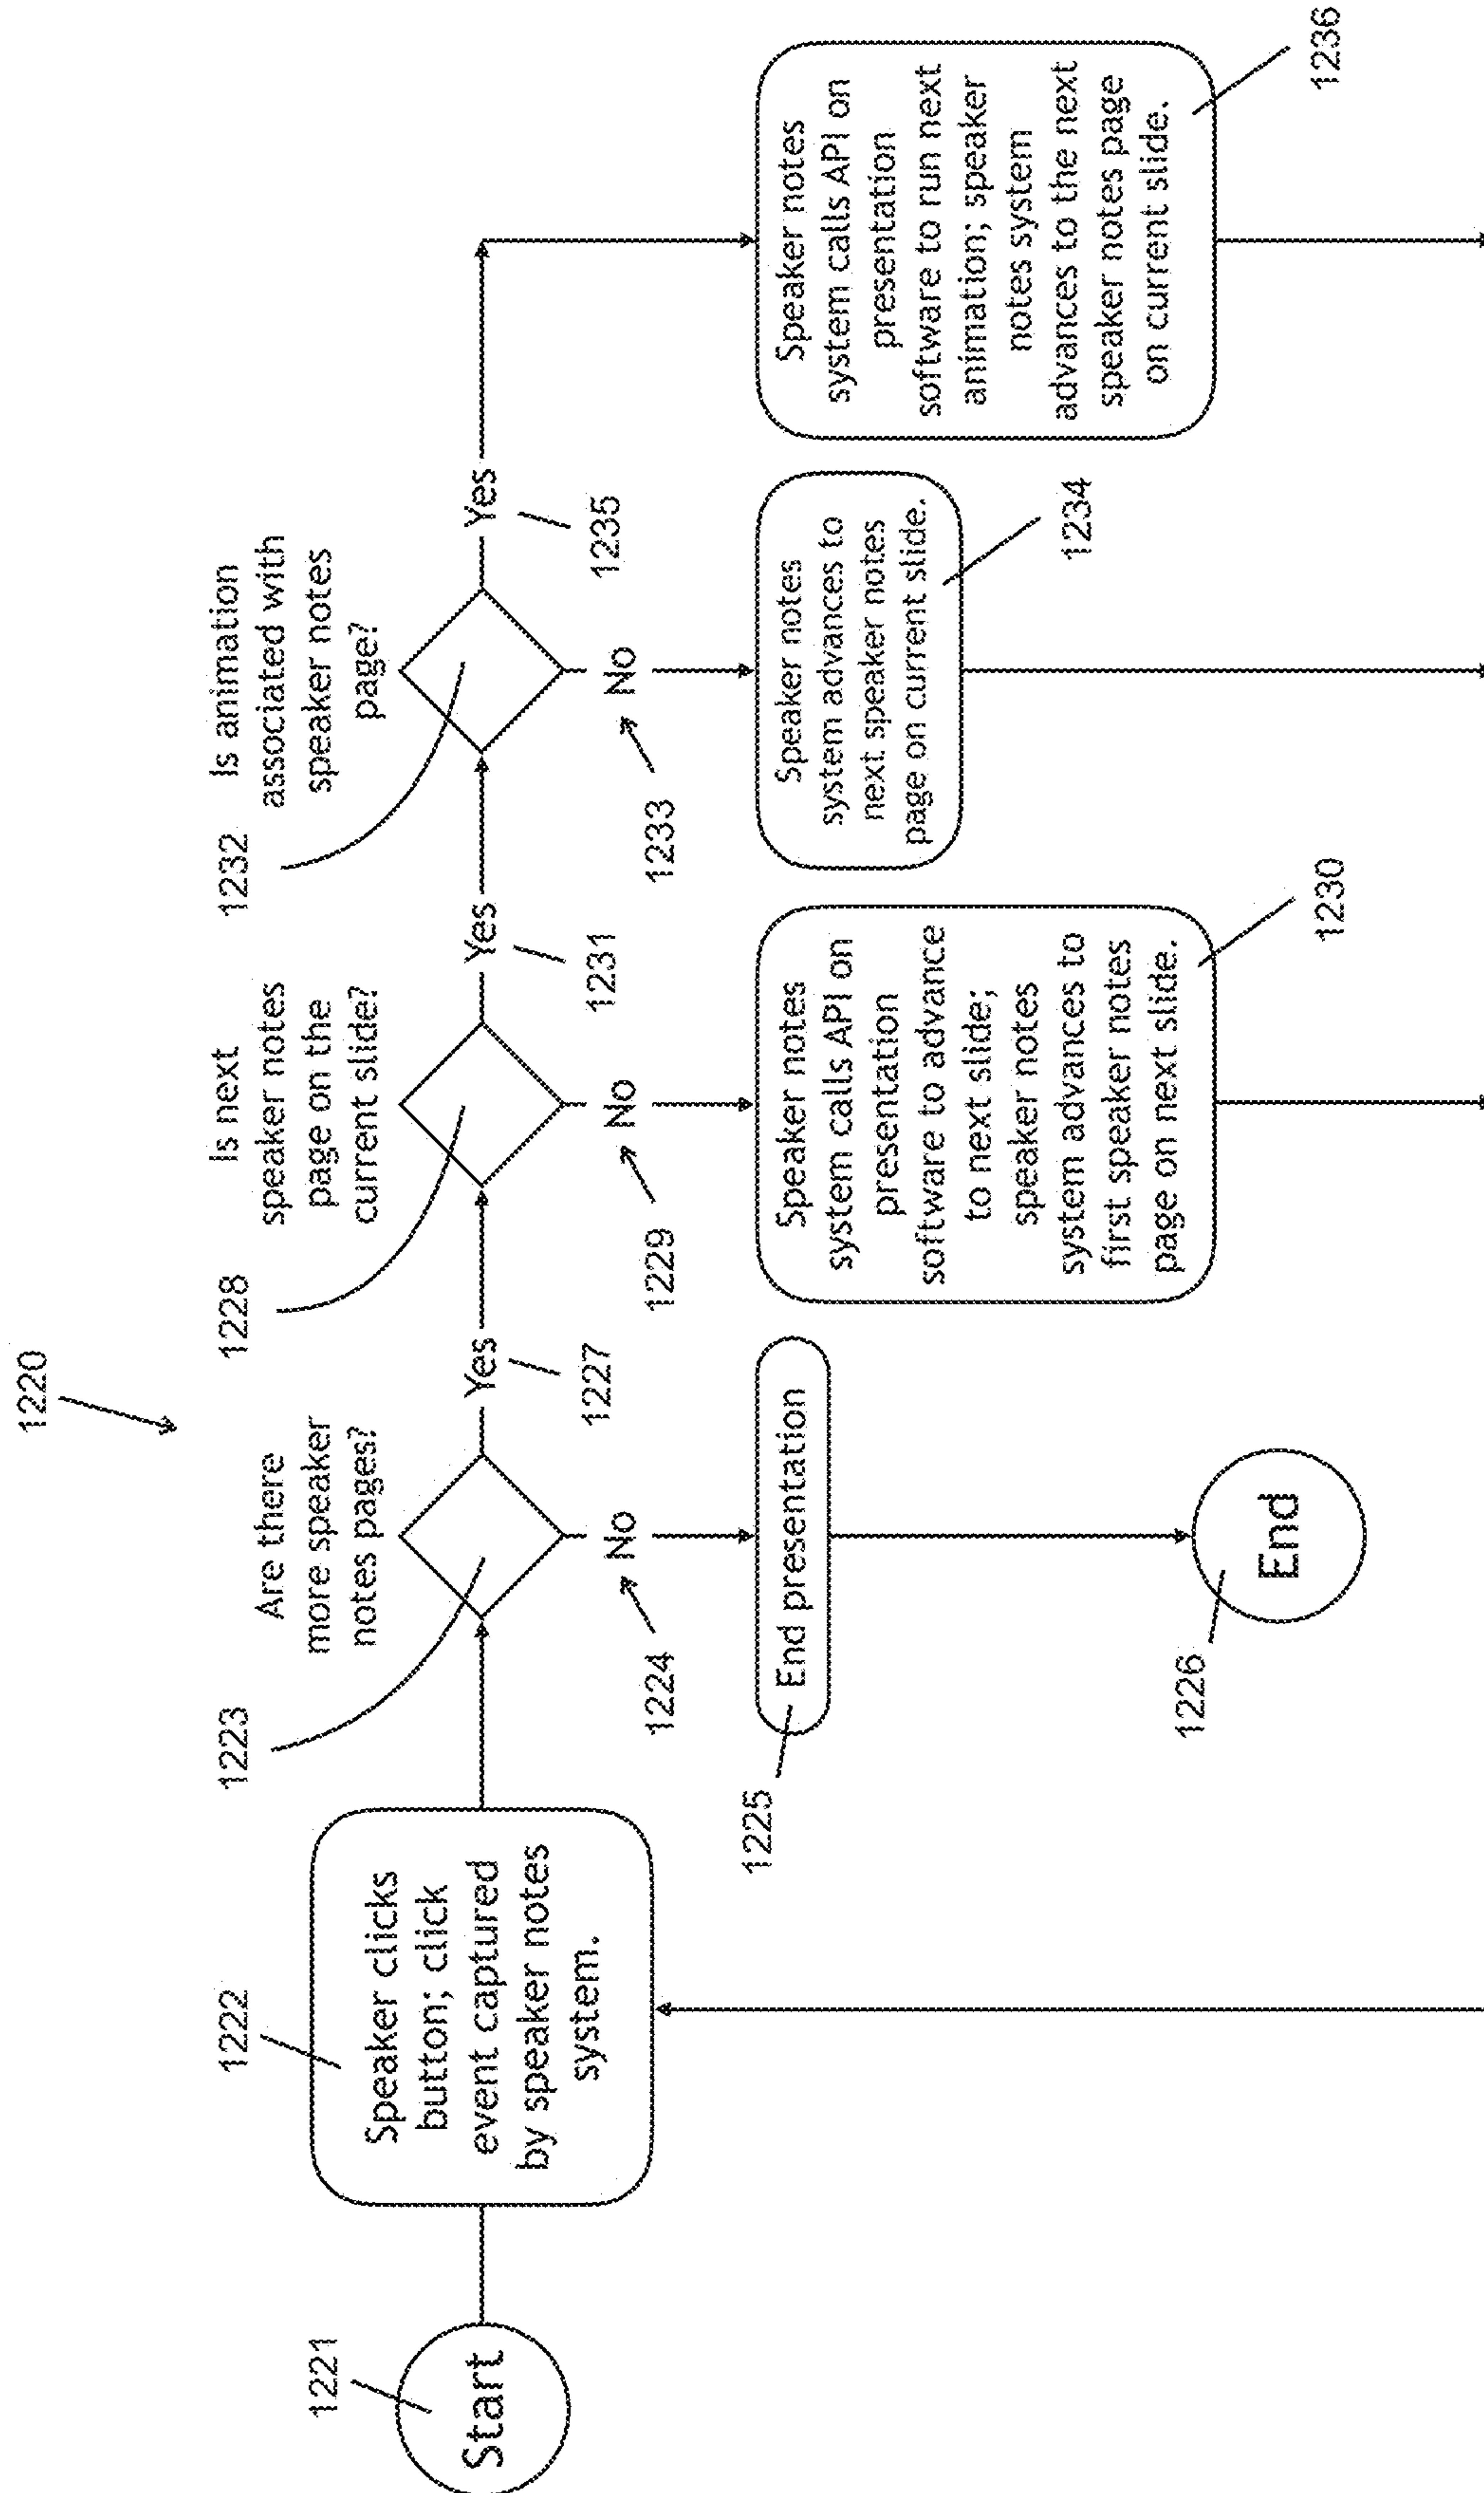 1220
1221
Start
1222
Speaker clicks
button; click
event captured
by speaker notes
system.
1223
Are there
more speaker
notes pages?
1224
No
1225
End presentation
1226
End
Yes
1227
1228
Is next
speaker notes
page on the
current slide?
1229
No
Speaker notes
system calls API on
presentation
software to advance
to next slide;
speaker notes
system advances to
first speaker notes
page on next slide.
1230
Yes
1231
1232
Is animation
associated with
speaker notes
page?
1233
No
Speaker notes
system advances to
next speaker notes
page on current slide.
1234
Yes
1235
Speaker notes
system calls API on
presentation
software to run next
animation; speaker
notes system
advances to the next
speaker notes page
on current slide.
1236